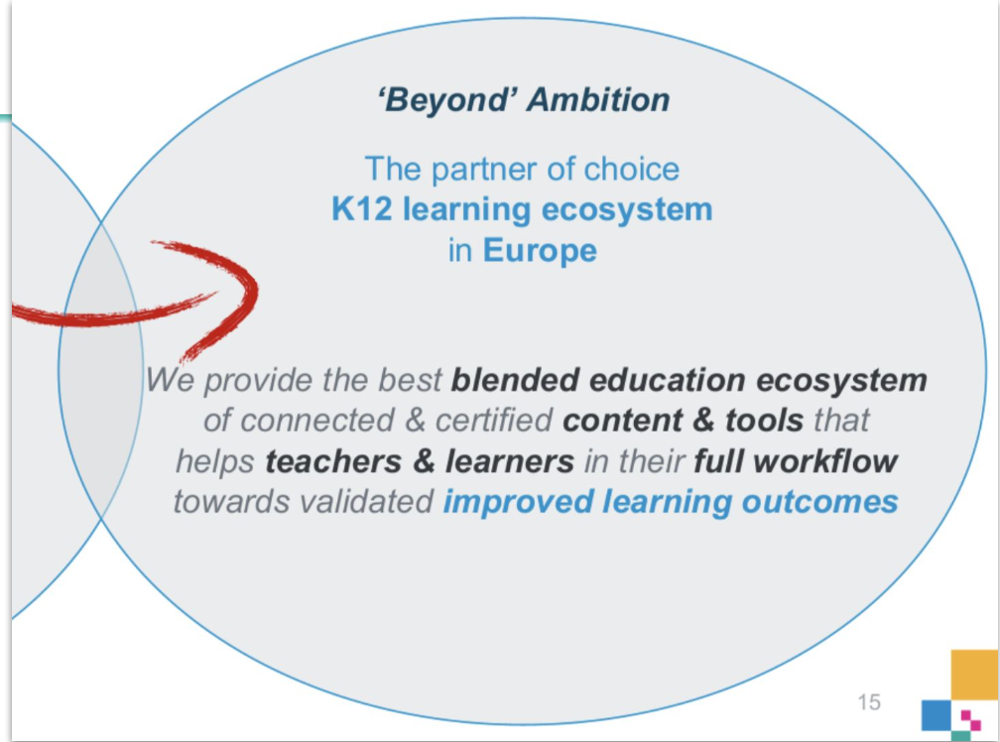 ‘Beyond’ Ambition
The partner of choice
K12 learning ecosystem
in Europe
We provide the best blended education ecosystem
of connected & certified content & tools that
helps teachers & learners in their full workflow
towards validated improved learning outcomes
15